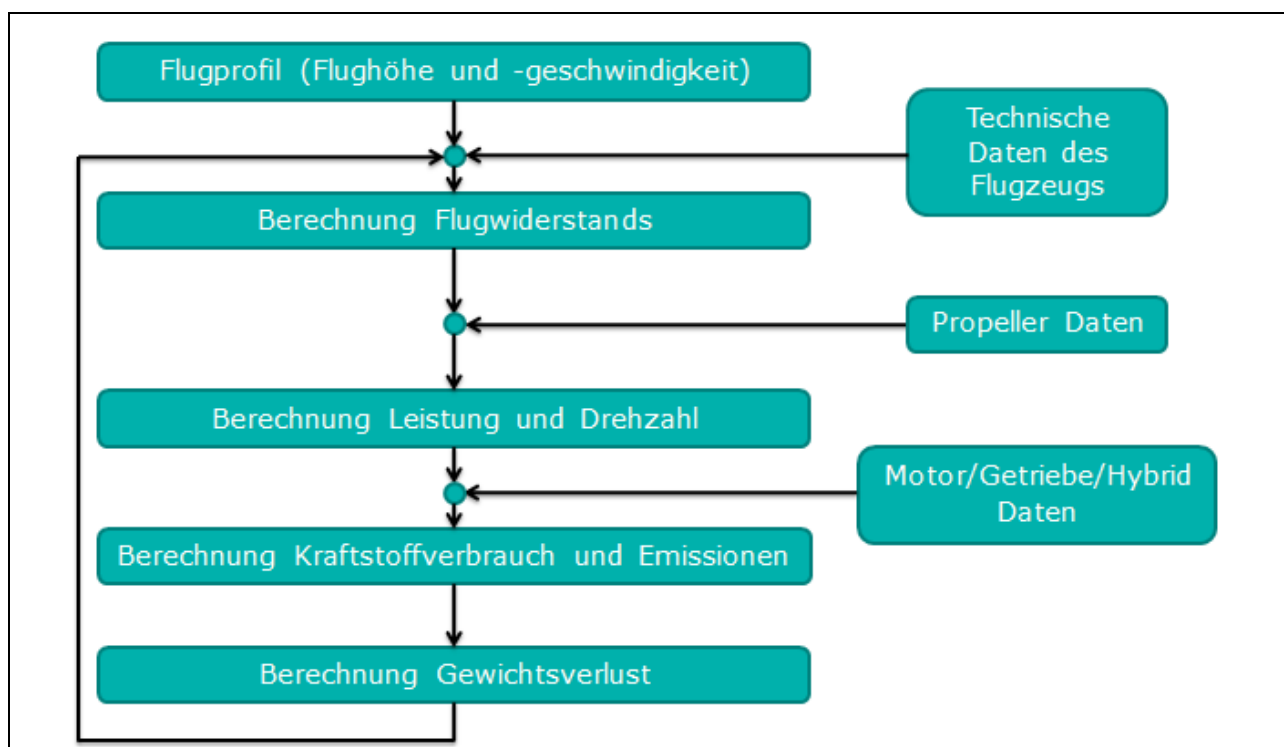 Flugprofil (Flughöhe und -geschwindigkeit)
Technische
Daten des
Flugzeugs
Berechnung Flugwiderstands
Propeller Daten
Berechnung Leistung und Drehzahl
Motor/Getriebe/Hybrid
Daten
Berechnung Kraftstoffverbrauch und Emissionen
Berechnung Gewichtsverlust